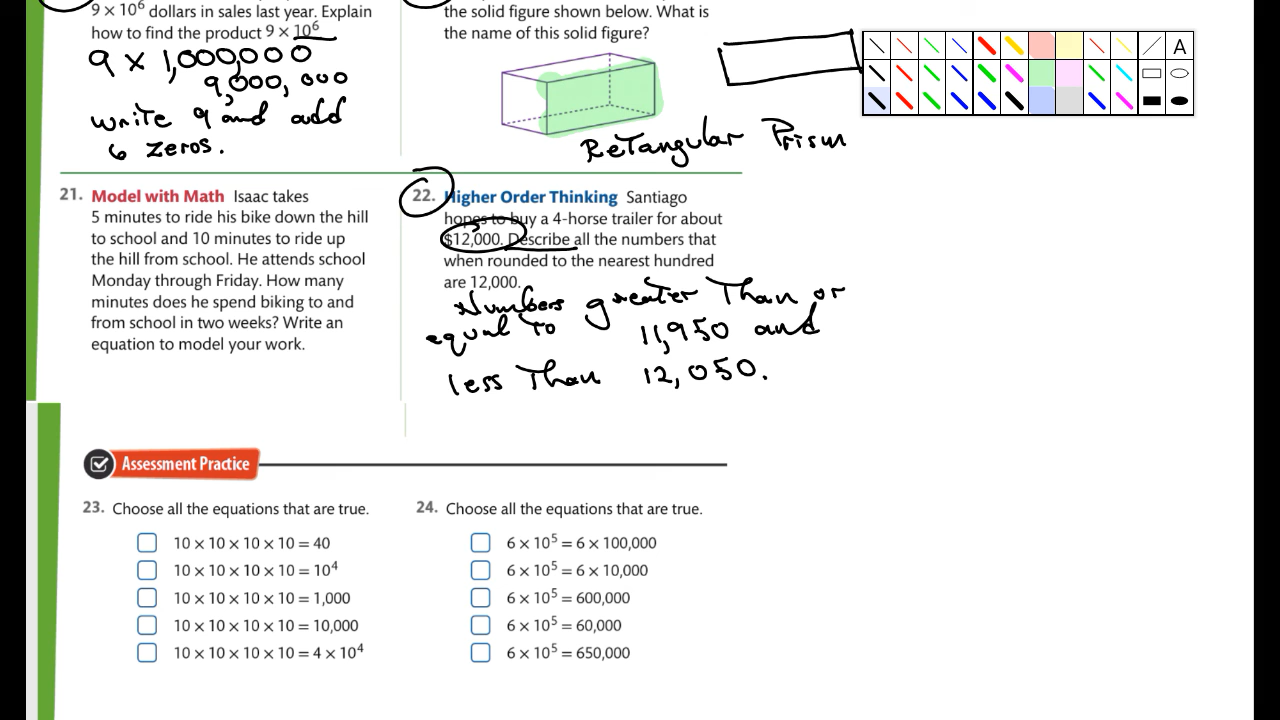 9 × 10⁶ dollars in sales last year. Explain
how to find the product 9 × 10⁶
9 × 1,000,000
9,000,000
write 9 and add
6 zeros.
the solid figure shown below. What is
the name of this solid figure?
ReTangular Prism
A
21. Model with Math Isaac takes
5 minutes to ride his bike down the hill
to school and 10 minutes to ride up
the hill from school. He attends school
Monday through Friday. How many
minutes does he spend biking to and
from school in two weeks? Write an
equation to model your work.
22. Higher Order Thinking Santiago
hopes to buy a 4-horse trailer for about
$12,000. Describe all the numbers that
when rounded to the nearest hundred
are 12,000.
Numbers greater Than or
equal to 11,950 and
less Than 12,050.
Assessment Practice
23. Choose all the equations that are true.
10 × 10 × 10 × 10 = 40
10 × 10 × 10 × 10 = 10⁴
10 × 10 × 10 × 10 = 1,000
10 × 10 × 10 × 10 = 10,000
10 × 10 × 10 × 10 = 4 × 10⁴
24. Choose all the equations that are true.
6 × 10⁵ = 6 × 100,000
6 × 10⁵ = 6 × 10,000
6 × 10⁵ = 600,000
6 × 10⁵ = 60,000
6 × 10⁵ = 650,000